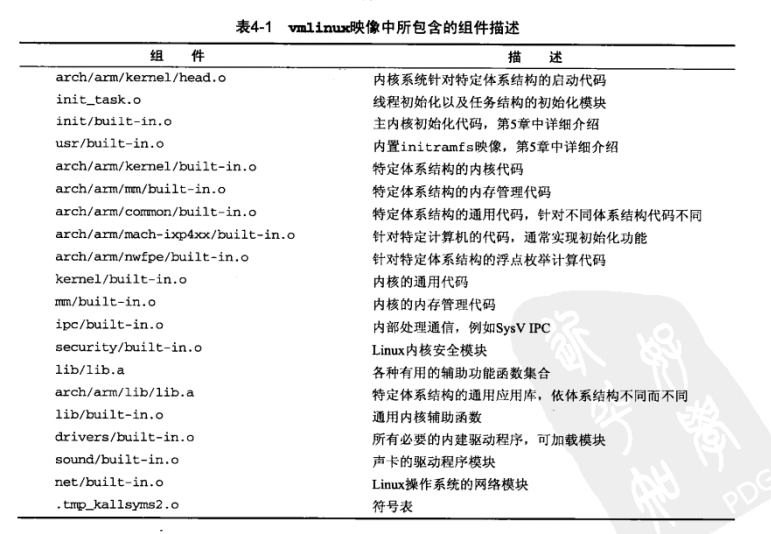 表4-1 vmlinux映像中所包含的组件描述
组 件 描 述
arch/arm/kernel/head.o 内核系统针对特定体系结构的启动代码
init_task.o 线程初始化以及任务结构的初始化模块
init/built-in.o 主内核初始化代码，第5章中详细介绍
usr/built-in.o 内置initramfs映像，第5章中详细介绍
arch/arm/kernel/built-in.o 特定体系结构的内核代码
arch/arm/mm/built-in.o 特定体系结构的内存管理代码
arch/arm/common/built-in.o 特定体系结构的通用代码，针对不同体系结构代码不同
arch/arm/mach-ixp4xx/built-in.o 针对特定计算机的代码，通常实现初始化功能
arch/arm/nwfpe/built-in.o 针对特定体系结构的浮点枚举计算代码
kernel/built-in.o 内核的通用代码
mm/built-in.o 内核的内存管理代码
ipc/built-in.o 内部处理通信，例如SysV IPC
security/built-in.o Linux内核安全模块
lib/lib.a 各种有用的辅助功能函数集合
arch/arm/lib/lib.a 特定体系结构的通用应用库，依体系结构不同而不同
lib/built-in.o 通用内核辅助函数
drivers/built-in.o 所有必要的内建驱动程序，可加载模块
sound/built-in.o 声卡的驱动程序模块
net/built-in.o Linux操作系统的网络模块
.tmp_kallsyms2.o 符号表
PDG